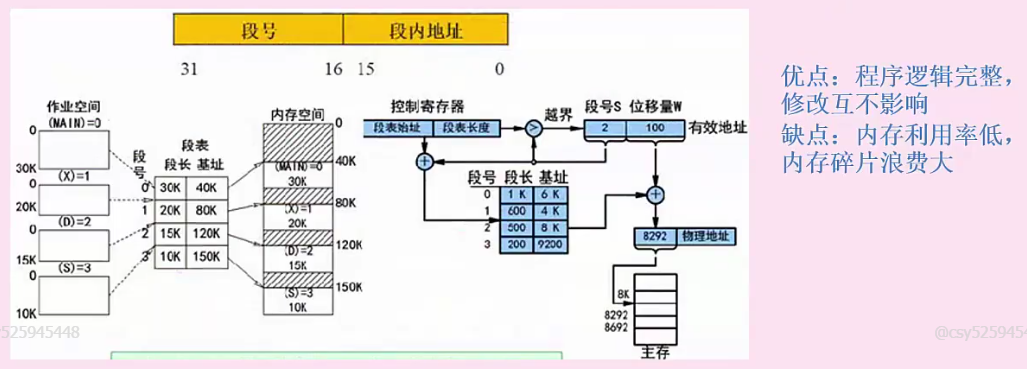 段号 段内地址
31 16 15 0
作业空间
(MAIN)=0
0
30K
(X)=1
0
20K
(D)=2
0
15K
(S)=3
0
10K
段表
段号 段长 基址
0 30K 40K
1 20K 80K
2 15K 120K
3 10K 150K
内存空间
0
40K
(MAIN)=0
30K
80K
(X)=1
20K
120K
(D)=2
15K
150K
(S)=3
10K
控制寄存器
段表始址 段表长度
>
越界
段号S 位移量W
2 100
有效地址
+
段号 段长 基址
0 1 K 6 K
1 600 4 K
2 500 8 K
3 200 9200
+
8292 物理地址
8K
8292
8692
主存
优点：程序逻辑完整，
修改互不影响
缺点：内存利用率低，
内存碎片浪费大
525945448
@csy5259454